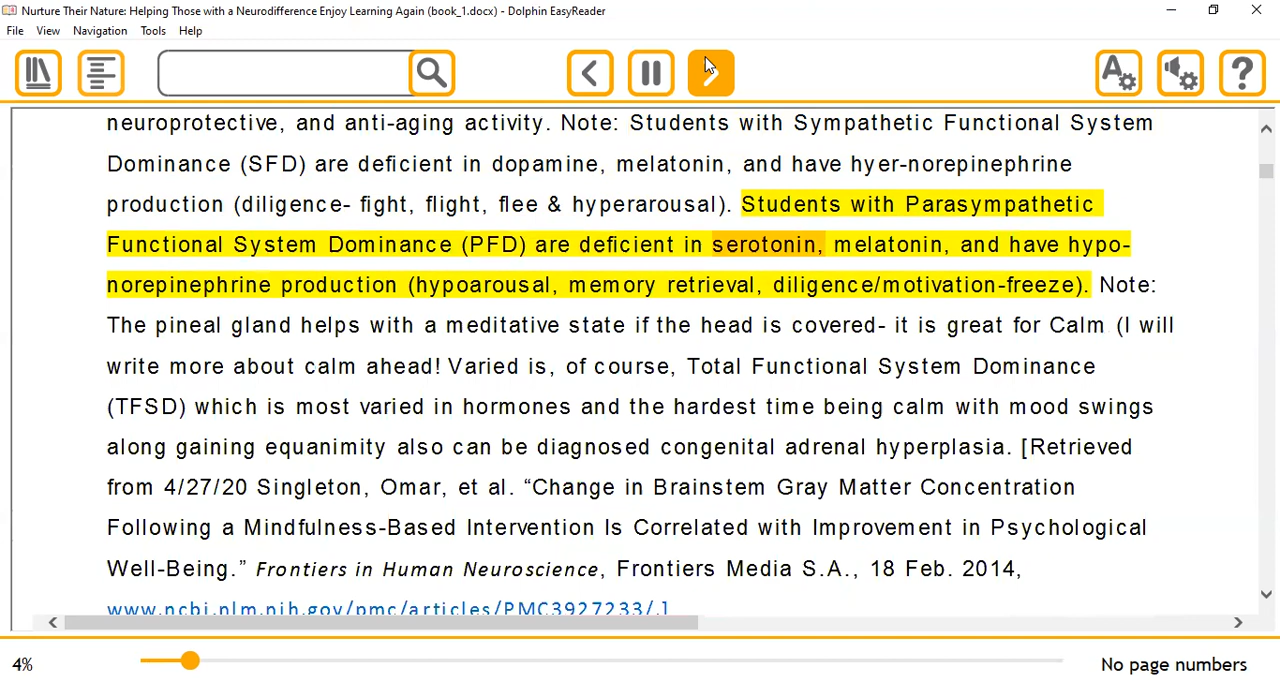 Nurture Their Nature: Helping Those with a Neurodifference Enjoy Learning Again (book_1.docx) - Dolphin EasyReader
File View Navigation Tools Help
neuroprotective, and anti-aging activity. Note: Students with Sympathetic Functional System
Dominance (SFD) are deficient in dopamine, melatonin, and have hyer-norepinephrine
production (diligence- fight, flight, flee & hyperarousal). Students with Parasympathetic
Functional System Dominance (PFD) are deficient in serotonin, melatonin, and have hypo-
norepinephrine production (hypoarousal, memory retrieval, diligence/motivation-freeze). Note:
The pineal gland helps with a meditative state if the head is covered- it is great for Calm (I will
write more about calm ahead! Varied is, of course, Total Functional System Dominance
(TFSD) which is most varied in hormones and the hardest time being calm with mood swings
along gaining equanimity also can be diagnosed congenital adrenal hyperplasia. [Retrieved
from 4/27/20 Singleton, Omar, et al. “Change in Brainstem Gray Matter Concentration
Following a Mindfulness-Based Intervention Is Correlated with Improvement in Psychological
Well-Being.” Frontiers in Human Neuroscience, Frontiers Media S.A., 18 Feb. 2014,
www.ncbi.nlm.nih.gov/pmc/articles/PMC3927233/.]
4%
No page numbers